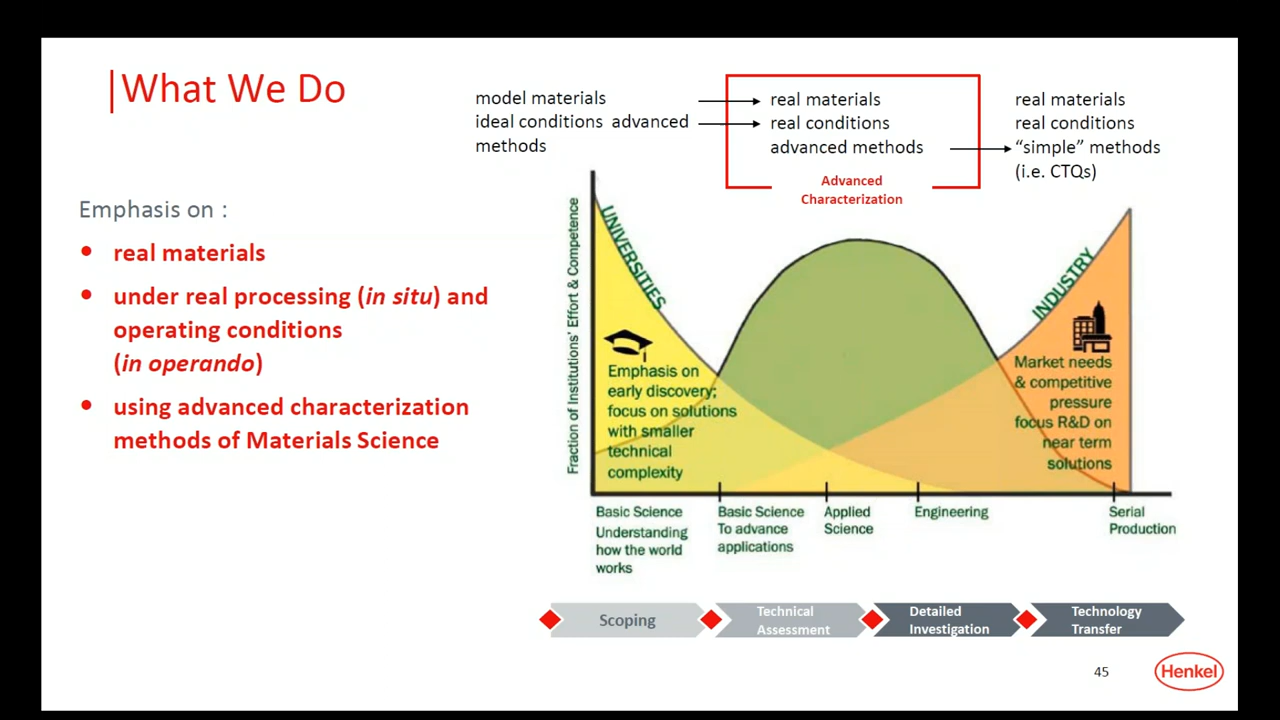 What We Do
model materials
ideal conditions advanced
methods
real materials
real conditions
advanced methods
Advanced
Characterization
real materials
real conditions
“simple” methods
(i.e. CTQs)
Emphasis on :
• real materials
• under real processing (in situ) and
operating conditions
(in operando)
• using advanced characterization
methods of Materials Science
Fraction of Institutions' Effort & Competence
UNIVERSITIES
INDUSTRY
Emphasis on
early discovery;
focus on solutions
with smaller
technical
complexity
Market needs
& competitive
pressure
focus R&D on
near term
solutions
Basic Science
Understanding
how the world
works
Basic Science
To advance
applications
Applied
Science
Engineering
Serial
Production
Scoping
Technical
Assessment
Detailed
Investigation
Technology
Transfer
45
Henkel